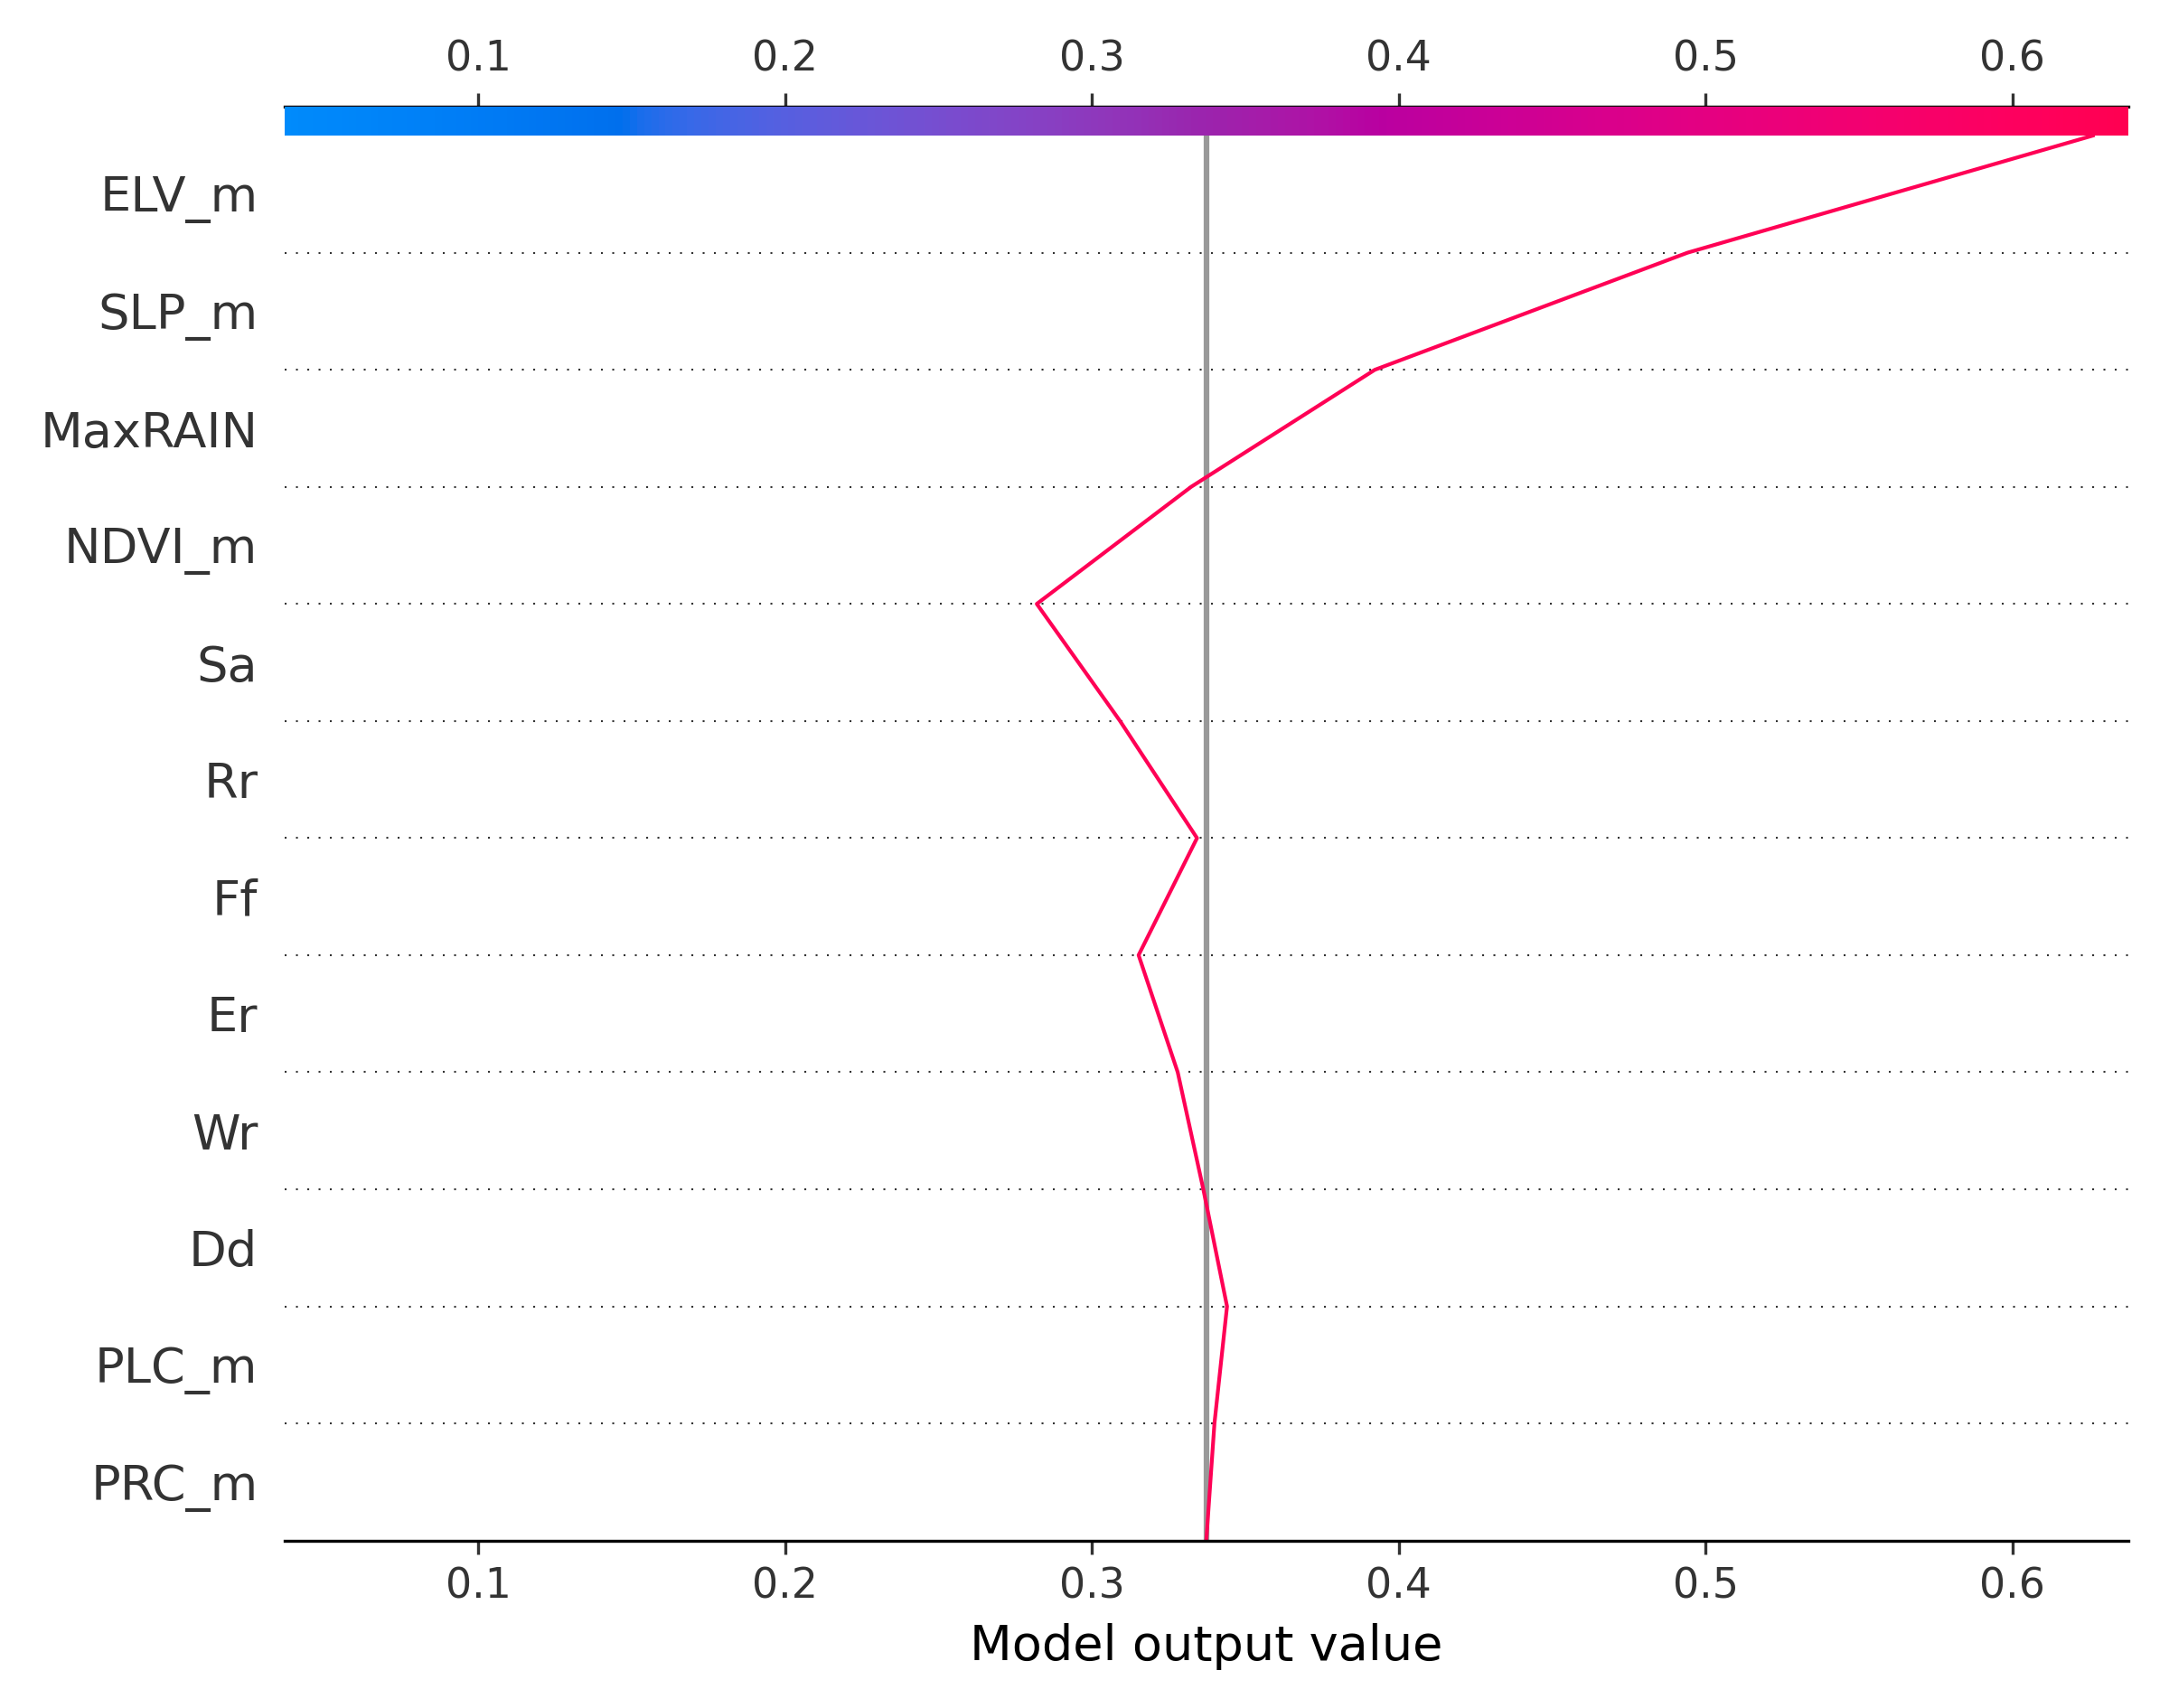 0.1 0.2 0.3 0.4 0.5 0.6
ELV_m
SLP_m
MaxRAIN
NDVI_m
Sa
Rr
Ff
Er
Wr
Dd
PLC_m
PRC_m
0.1 0.2 0.3 0.4 0.5 0.6
Model output value